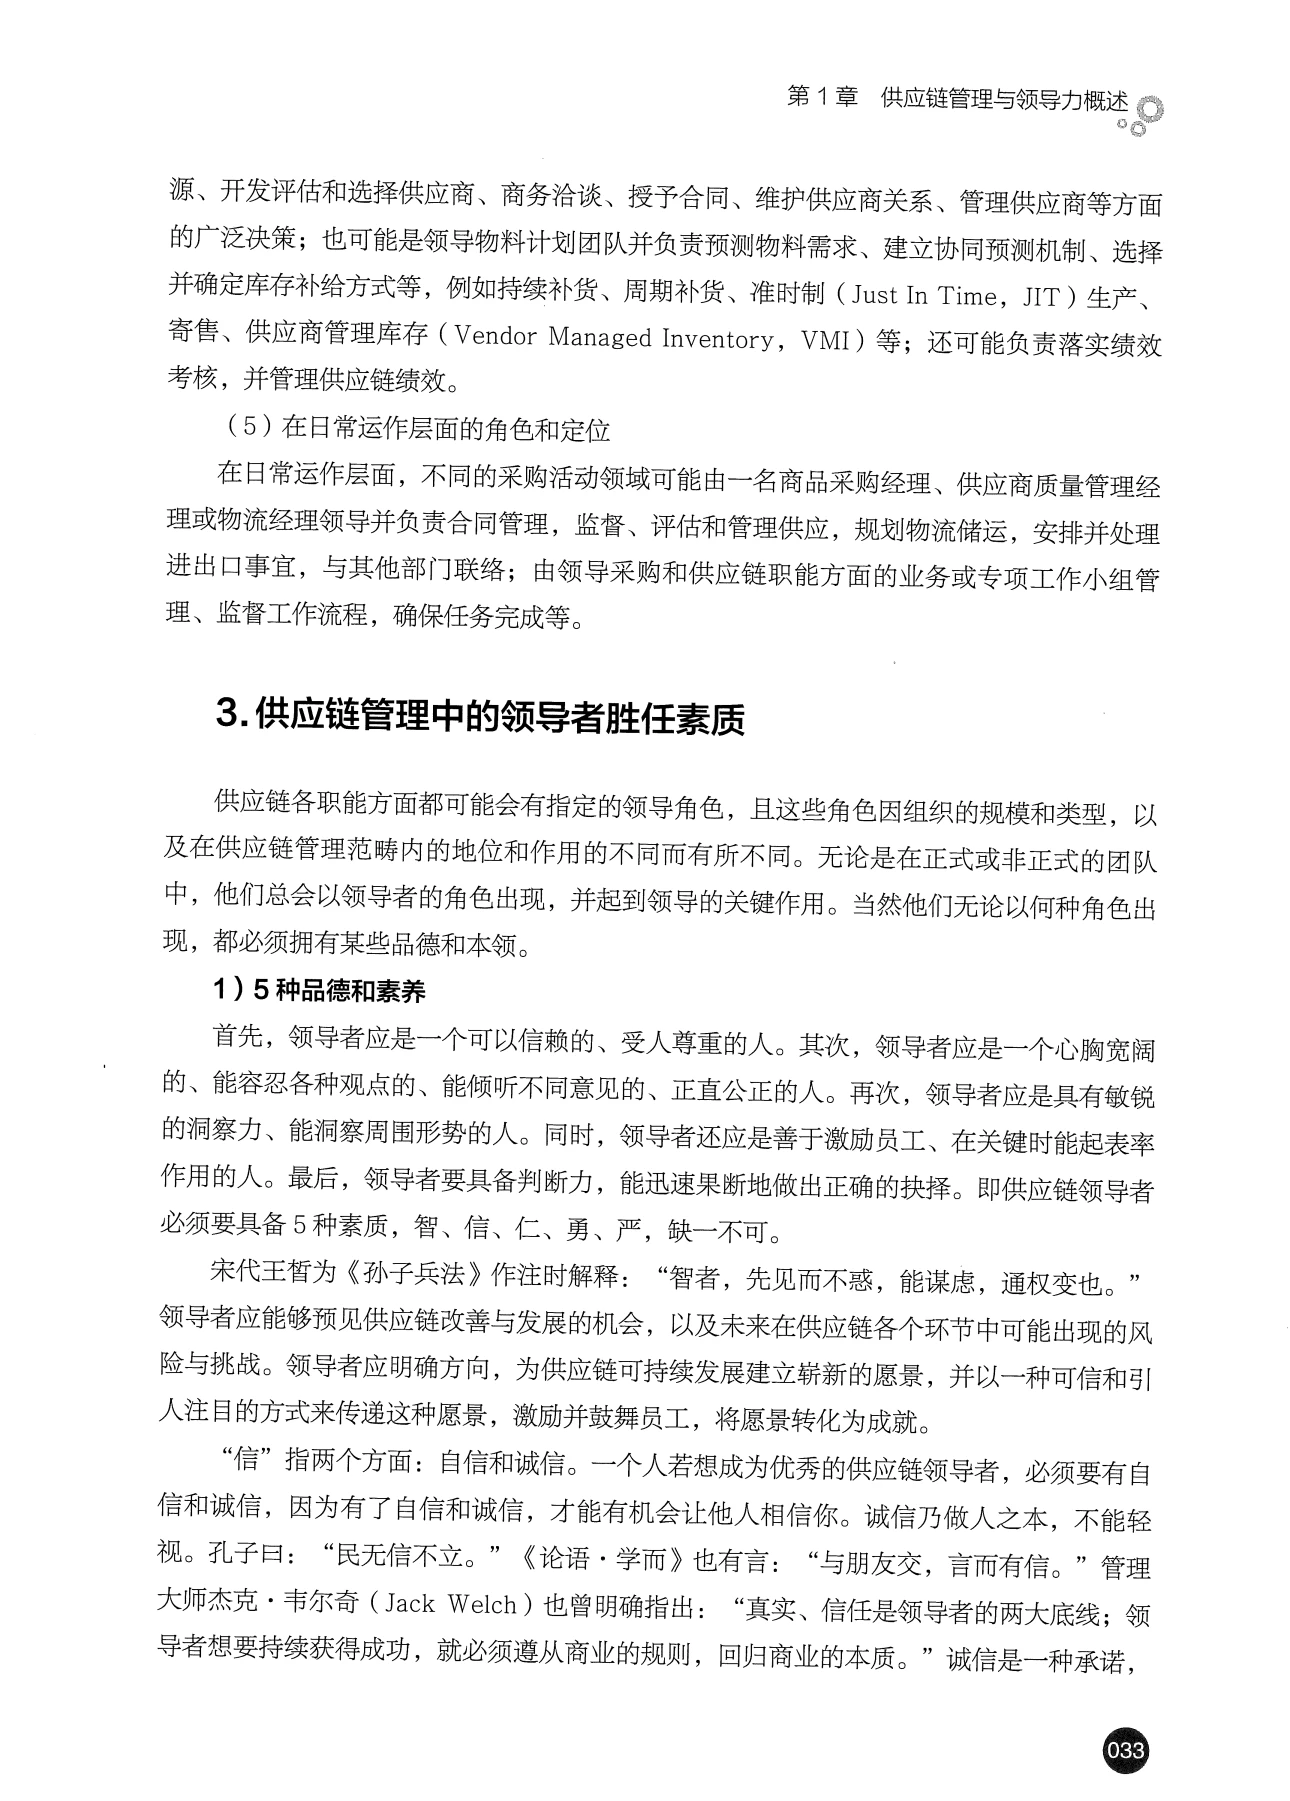 第1章 供应链管理与领导力概述
源、开发评估和选择供应商、商务洽谈、授予合同、维护供应商关系、管理供应商等方面
的广泛决策；也可能是领导物料计划团队并负责预测物料需求、建立协同预测机制、选择
并确定库存补给方式等，例如持续补货、周期补货、准时制（Just In Time，JIT）生产、
寄售、供应商管理库存（Vendor Managed Inventory，VMI）等；还可能负责落实绩效
考核，并管理供应链绩效。
（5）在日常运作层面的角色和定位
在日常运作层面，不同的采购活动领域可能由一名商品采购经理、供应商质量管理经
理或物流经理领导并负责合同管理，监督、评估和管理供应，规划物流储运，安排并处理
进出口事宜，与其他部门联络；由领导采购和供应链职能方面的业务或专项工作小组管
理、监督工作流程，确保任务完成等。
3.供应链管理中的领导者胜任素质
供应链各职能方面都可能会有指定的领导角色，且这些角色因组织的规模和类型，以
及在供应链管理范畴内的地位和作用的不同而有所不同。无论是在正式或非正式的团队
中，他们总会以领导者的角色出现，并起到领导的关键作用。当然他们无论以何种角色出
现，都必须拥有某些品德和本领。
1）5种品德和素养
首先，领导者应是一个可以信赖的、受人尊重的人。其次，领导者应是一个心胸宽阔
的、能容忍各种观点的、能倾听不同意见的、正直公正的人。再次，领导者应是具有敏锐
的洞察力、能洞察周围形势的人。同时，领导者还应是善于激励员工、在关键时能起表率
作用的人。最后，领导者要具备判断力，能迅速果断地做出正确的抉择。即供应链领导者
必须要具备5种素质，智、信、仁、勇、严，缺一不可。
宋代王皙为《孙子兵法》作注时解释：“智者，先见而不惑，能谋虑，通权变也。”
领导者应能够预见供应链改善与发展的机会，以及未来在供应链各个环节中可能出现的风
险与挑战。领导者应明确方向，为供应链可持续发展建立崭新的愿景，并以一种可信和引
人注目的方式来传递这种愿景，激励并鼓舞员工，将愿景转化为成就。
“信”指两个方面：自信和诚信。一个人若想成为优秀的供应链领导者，必须要有自
信和诚信，因为有了自信和诚信，才能有机会让他人相信你。诚信乃做人之本，不能轻
视。孔子曰：“民无信不立。”《论语·学而》也有言：“与朋友交，言而有信。”管理
大师杰克·韦尔奇（Jack Welch）也曾明确指出：“真实、信任是领导者的两大底线；领
导者想要持续获得成功，就必须遵从商业的规则，回归商业的本质。”诚信是一种承诺，
033